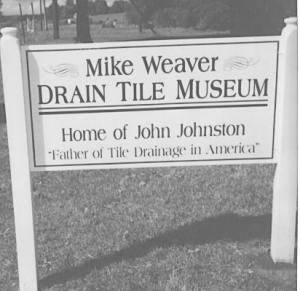 Mike Weaver
DRAIN TILE MUSEUM
Home of John Johnston
"Father of Tile Drainage in America"